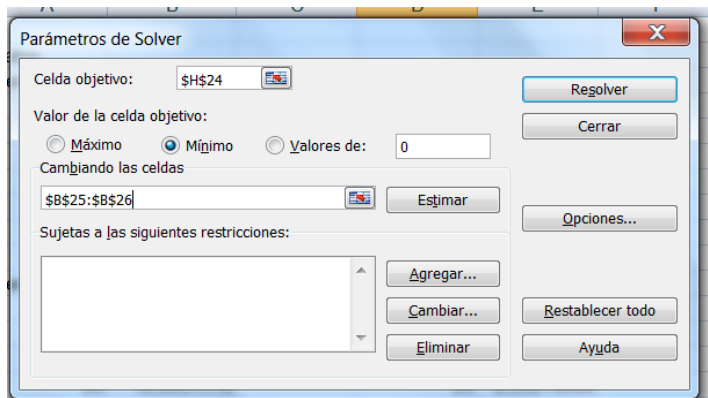 Parámetros de Solver
Celda objetivo: $H$24
Resolver
Valor de la celda objetivo:
Cerrar
Máximo Mínimo Valores de: 0
Cambiando las celdas
$B$25:$B$26 Estimar
Opciones...
Sujetas a las siguientes restricciones:
Agregar...
Cambiar... Restablecer todo
Eliminar Ayuda